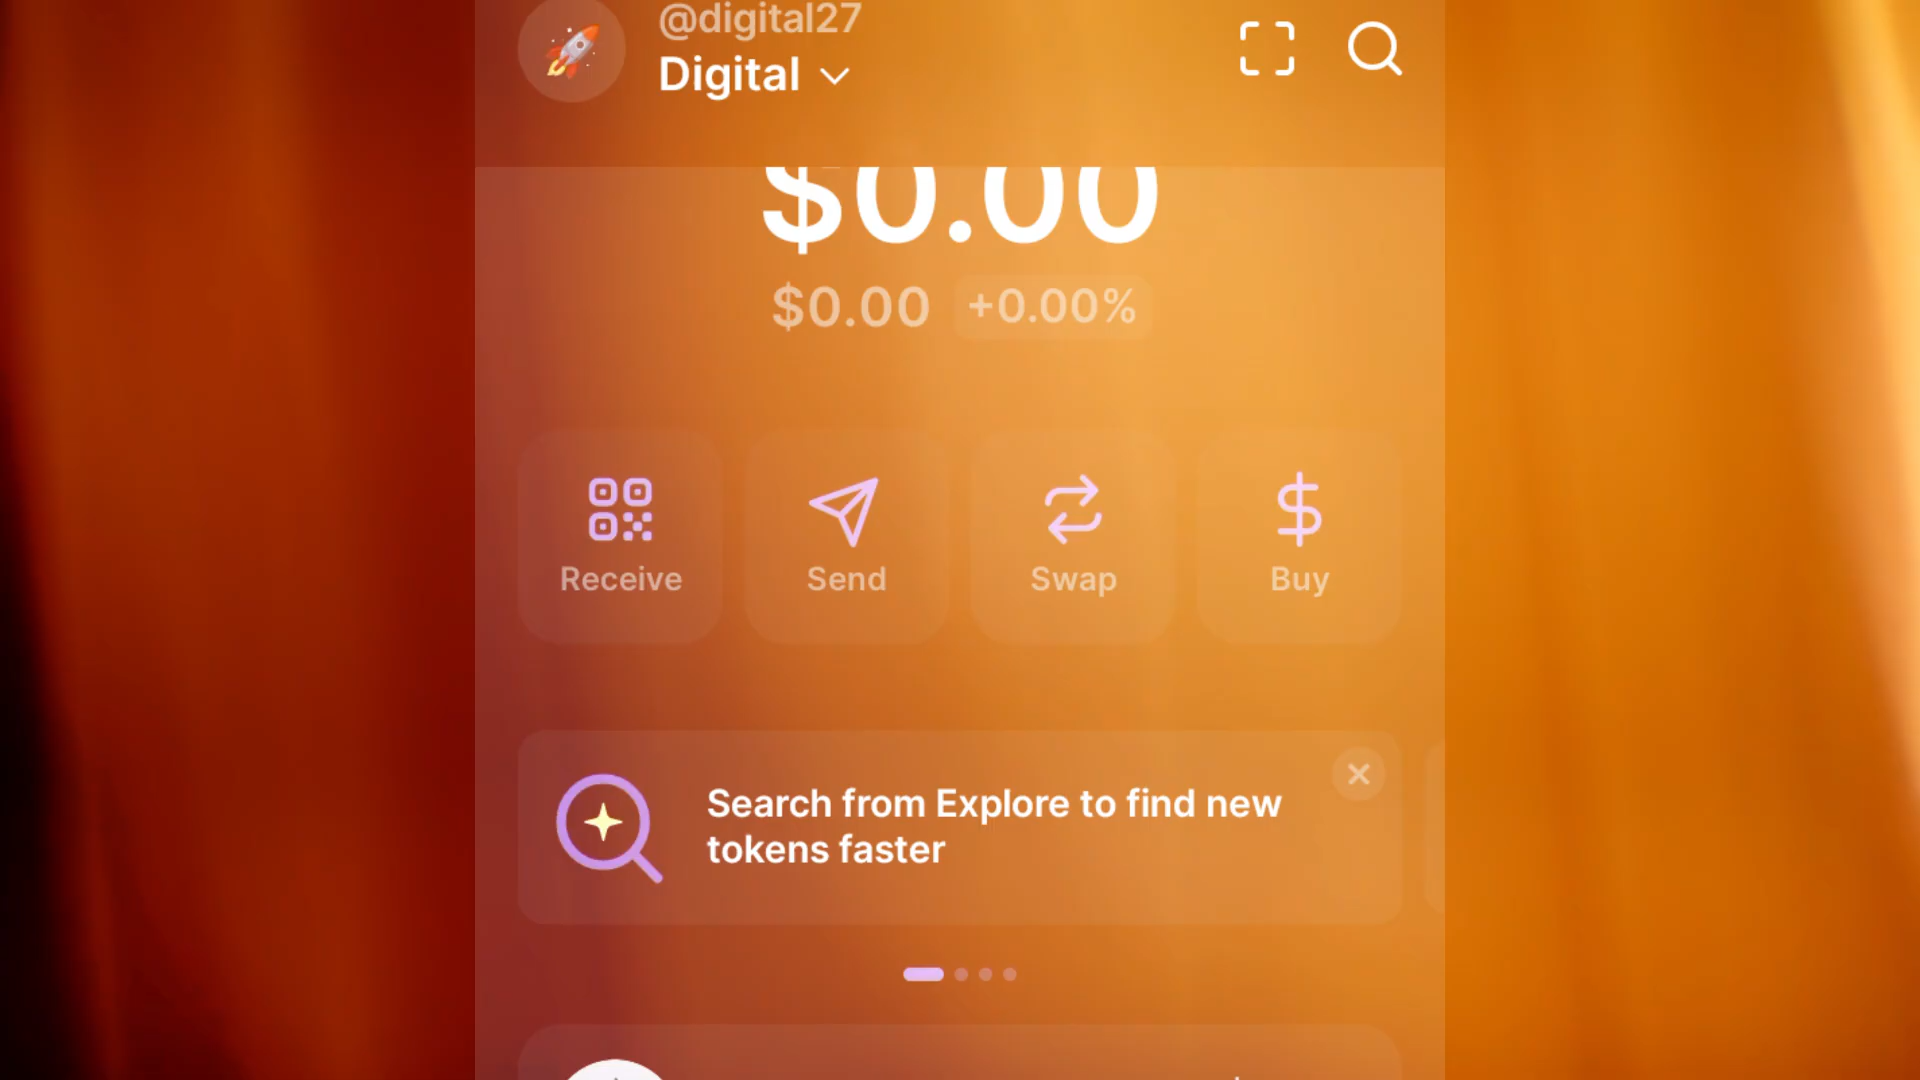 @digital27
Digital
$0.00
$0.00 +0.00%
Receive
Send
Swap
Buy
Search from Explore to find new
tokens faster